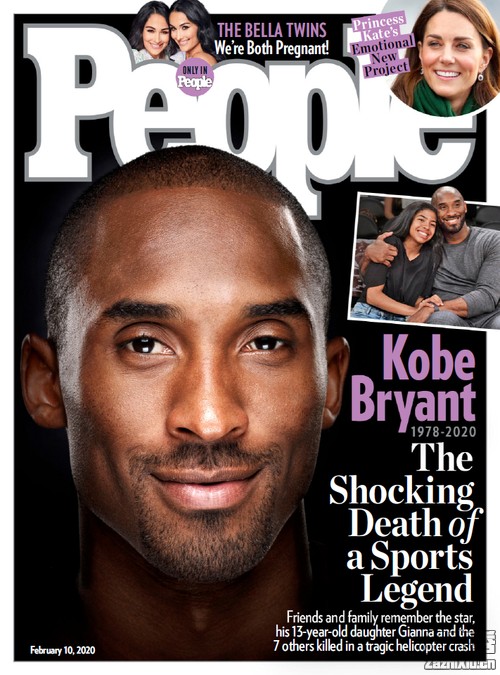 THE BELLA TWINS
We're Both Pregnant!
ONLY IN
People
Princess
Kate's
Emotional
New
Project
People
Kobe
Bryant
1978-2020
The
Shocking
Death of
a Sports
Legend
Friends and family remember the star,
his 13-year-old daughter Gianna and the
7 others killed in a tragic helicopter crash
February 10, 2020